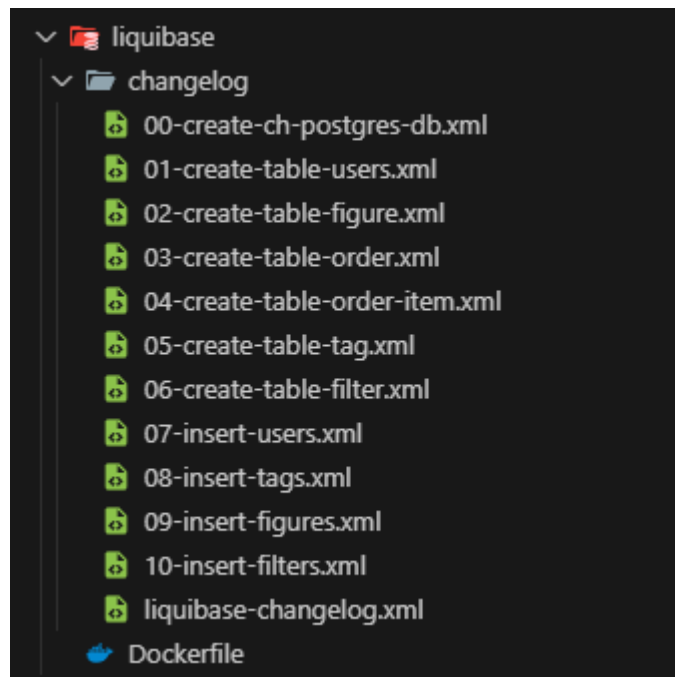 liquibase
changelog
00-create-ch-postgres-db.xml
01-create-table-users.xml
02-create-table-figure.xml
03-create-table-order.xml
04-create-table-order-item.xml
05-create-table-tag.xml
06-create-table-filter.xml
07-insert-users.xml
08-insert-tags.xml
09-insert-figures.xml
10-insert-filters.xml
liquibase-changelog.xml
Dockerfile